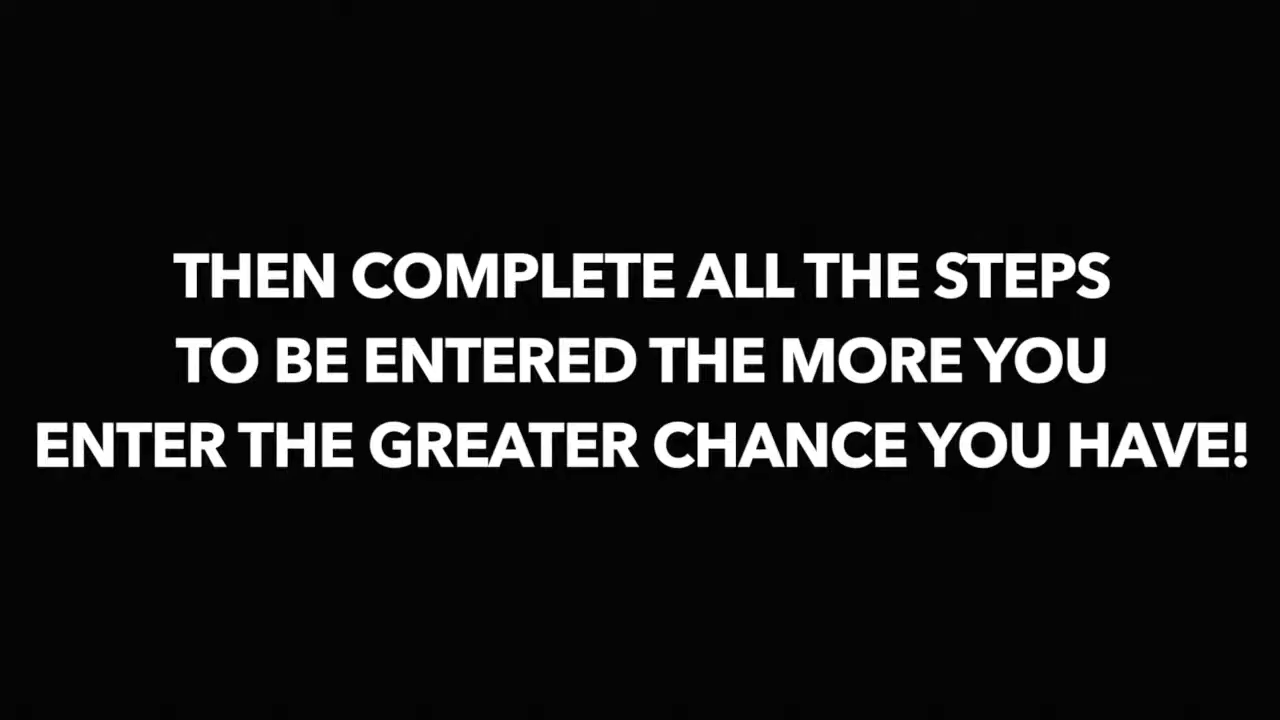 THEN COMPLETE ALL THE STEPS
TO BE ENTERED THE MORE YOU
ENTER THE GREATER CHANCE YOU HAVE!